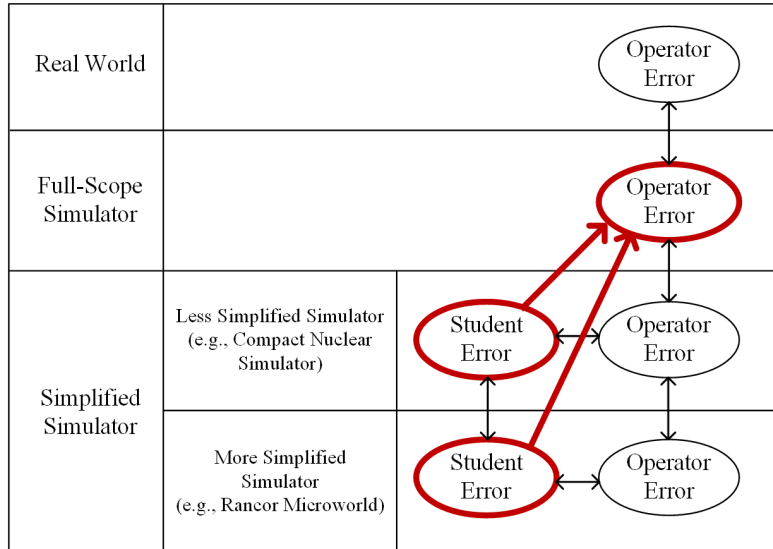 Real World
Operator
Error
Full-Scope
Simulator
Operator
Error
Simplified
Simulator
Less Simplified Simulator
(e.g., Compact Nuclear
Simulator)
Student
Error
Operator
Error
More Simplified
Simulator
(e.g., Rancor Microworld)
Student
Error
Operator
Error